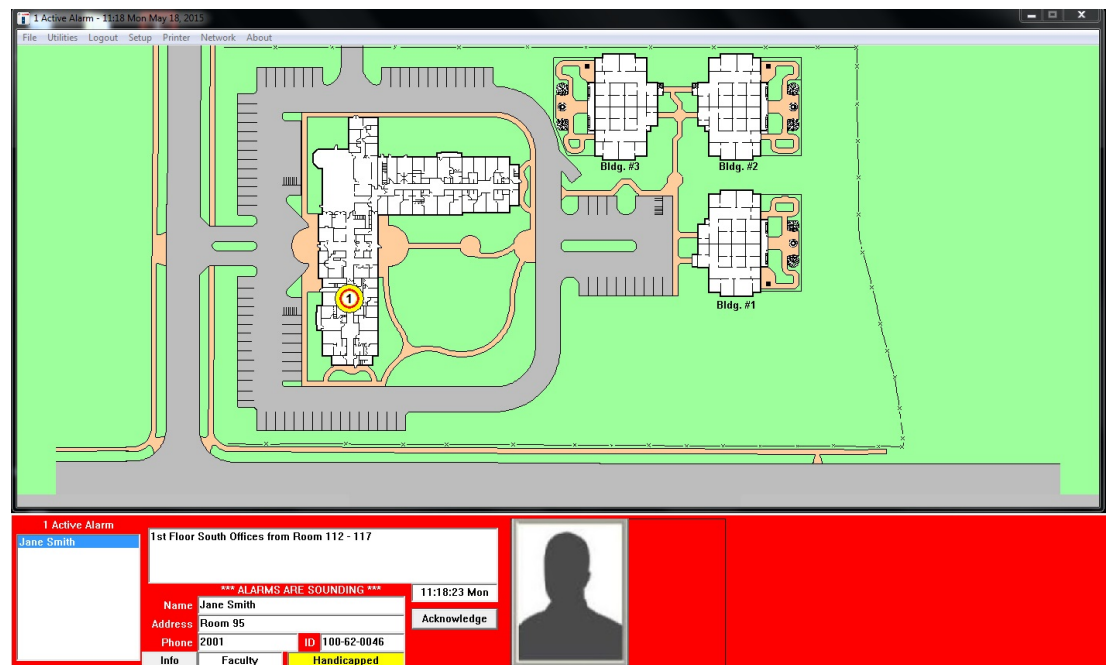 1 Active Alarm - 11:18 Mon May 18, 2015
File Utilities Logout Setup Printer Network About
Bldg. #3
Bldg. #2
1
Bldg. #1
1 Active Alarm
Jane Smith
1st Floor South Offices from Room 112 - 117
*** ALARMS ARE SOUNDING ***
11:18:23 Mon
Name Jane Smith
Address Room 95
Acknowledge
Phone 2001 ID 100-62-0046
Info Faculty Handicapped